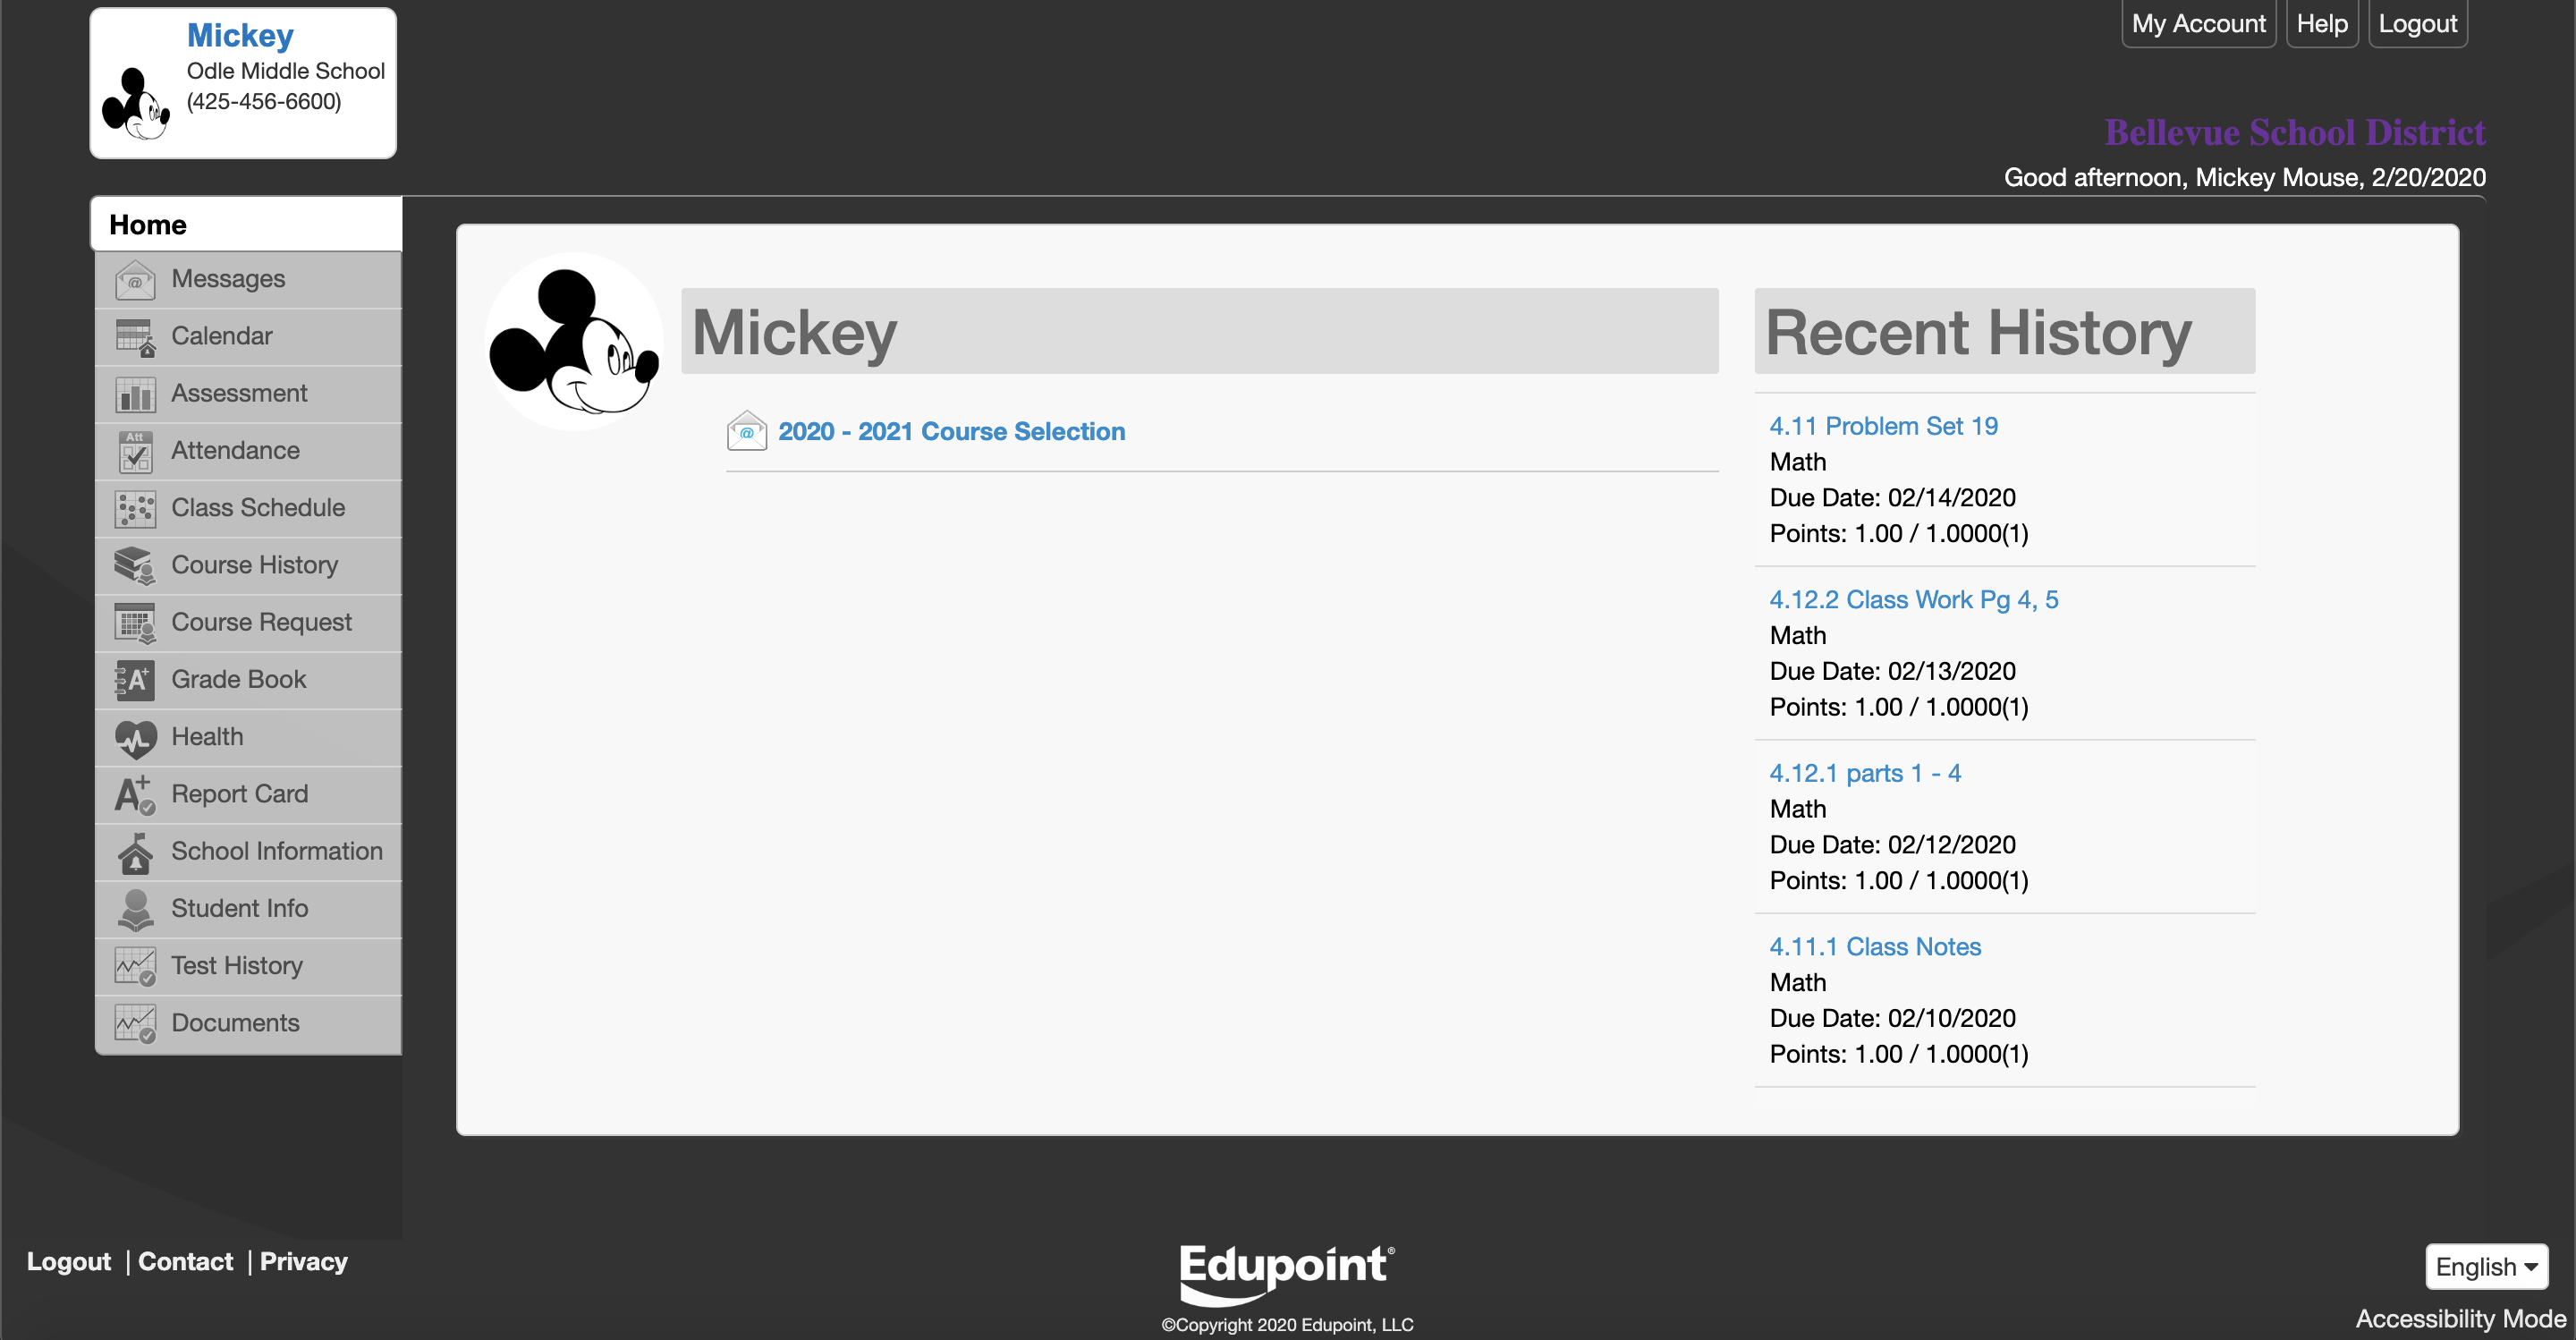 Mickey
Odle Middle School
(425-456-6600)
My Account
Help
Logout
Bellevue School District
Good afternoon, Mickey Mouse, 2/20/2020
Home
Messages
Calendar
Assessment
Att
Attendance
Class Schedule
Course History
Course Request
A+
Grade Book
Health
A+
Report Card
School Information
Student Info
Test History
Documents
Mickey
@ 2020 - 2021 Course Selection
Recent History
4.11 Problem Set 19
Math
Due Date: 02/14/2020
Points: 1.00 / 1.0000(1)
4.12.2 Class Work Pg 4, 5
Math
Due Date: 02/13/2020
Points: 1.00 / 1.0000(1)
4.12.1 parts 1 - 4
Math
Due Date: 02/12/2020
Points: 1.00 / 1.0000(1)
4.11.1 Class Notes
Math
Due Date: 02/10/2020
Points: 1.00 / 1.0000(1)
Logout | Contact | Privacy
Edupoint®
©Copyright 2020 Edupoint, LLC
English
Accessibility Mode